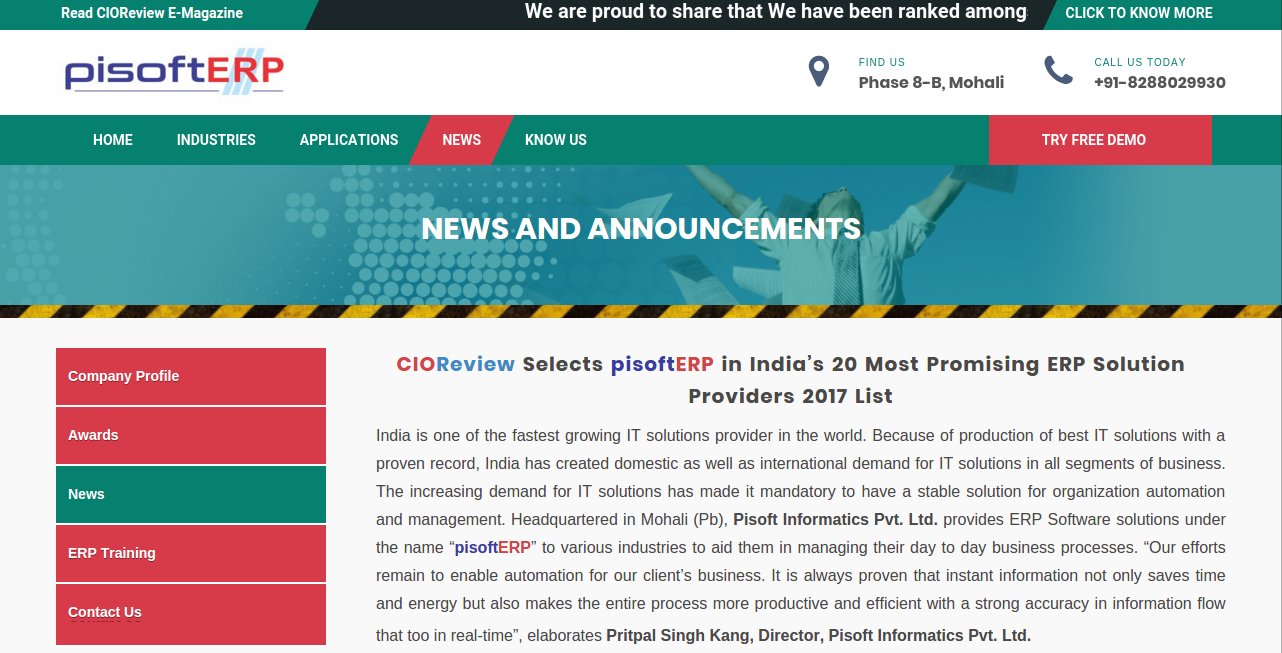 Read CIOReview E-Magazine
We are proud to share that We have been ranked among
CLICK TO KNOW MORE
pisoftERP
FIND US
Phase 8-B, Mohali
CALL US TODAY
+91-8288029930
HOME INDUSTRIES APPLICATIONS NEWS KNOW US TRY FREE DEMO
NEWS AND ANNOUNCEMENTS
Company Profile
Awards
News
ERP Training
Contact Us
CIOReview Selects pisoftERP in India's 20 Most Promising ERP Solution
Providers 2017 List
India is one of the fastest growing IT solutions provider in the world. Because of production of best IT solutions with a
proven record, India has created domestic as well as international demand for IT solutions in all segments of business.
The increasing demand for IT solutions has made it mandatory to have a stable solution for organization automation
and management. Headquartered in Mohali (Pb), Pisoft Informatics Pvt. Ltd. provides ERP Software solutions under
the name “pisoftERP” to various industries to aid them in managing their day to day business processes. “Our efforts
remain to enable automation for our client’s business. It is always proven that instant information not only saves time
and energy but also makes the entire process more productive and efficient with a strong accuracy in information flow
that too in real-time”, elaborates Pritpal Singh Kang, Director, Pisoft Informatics Pvt. Ltd.